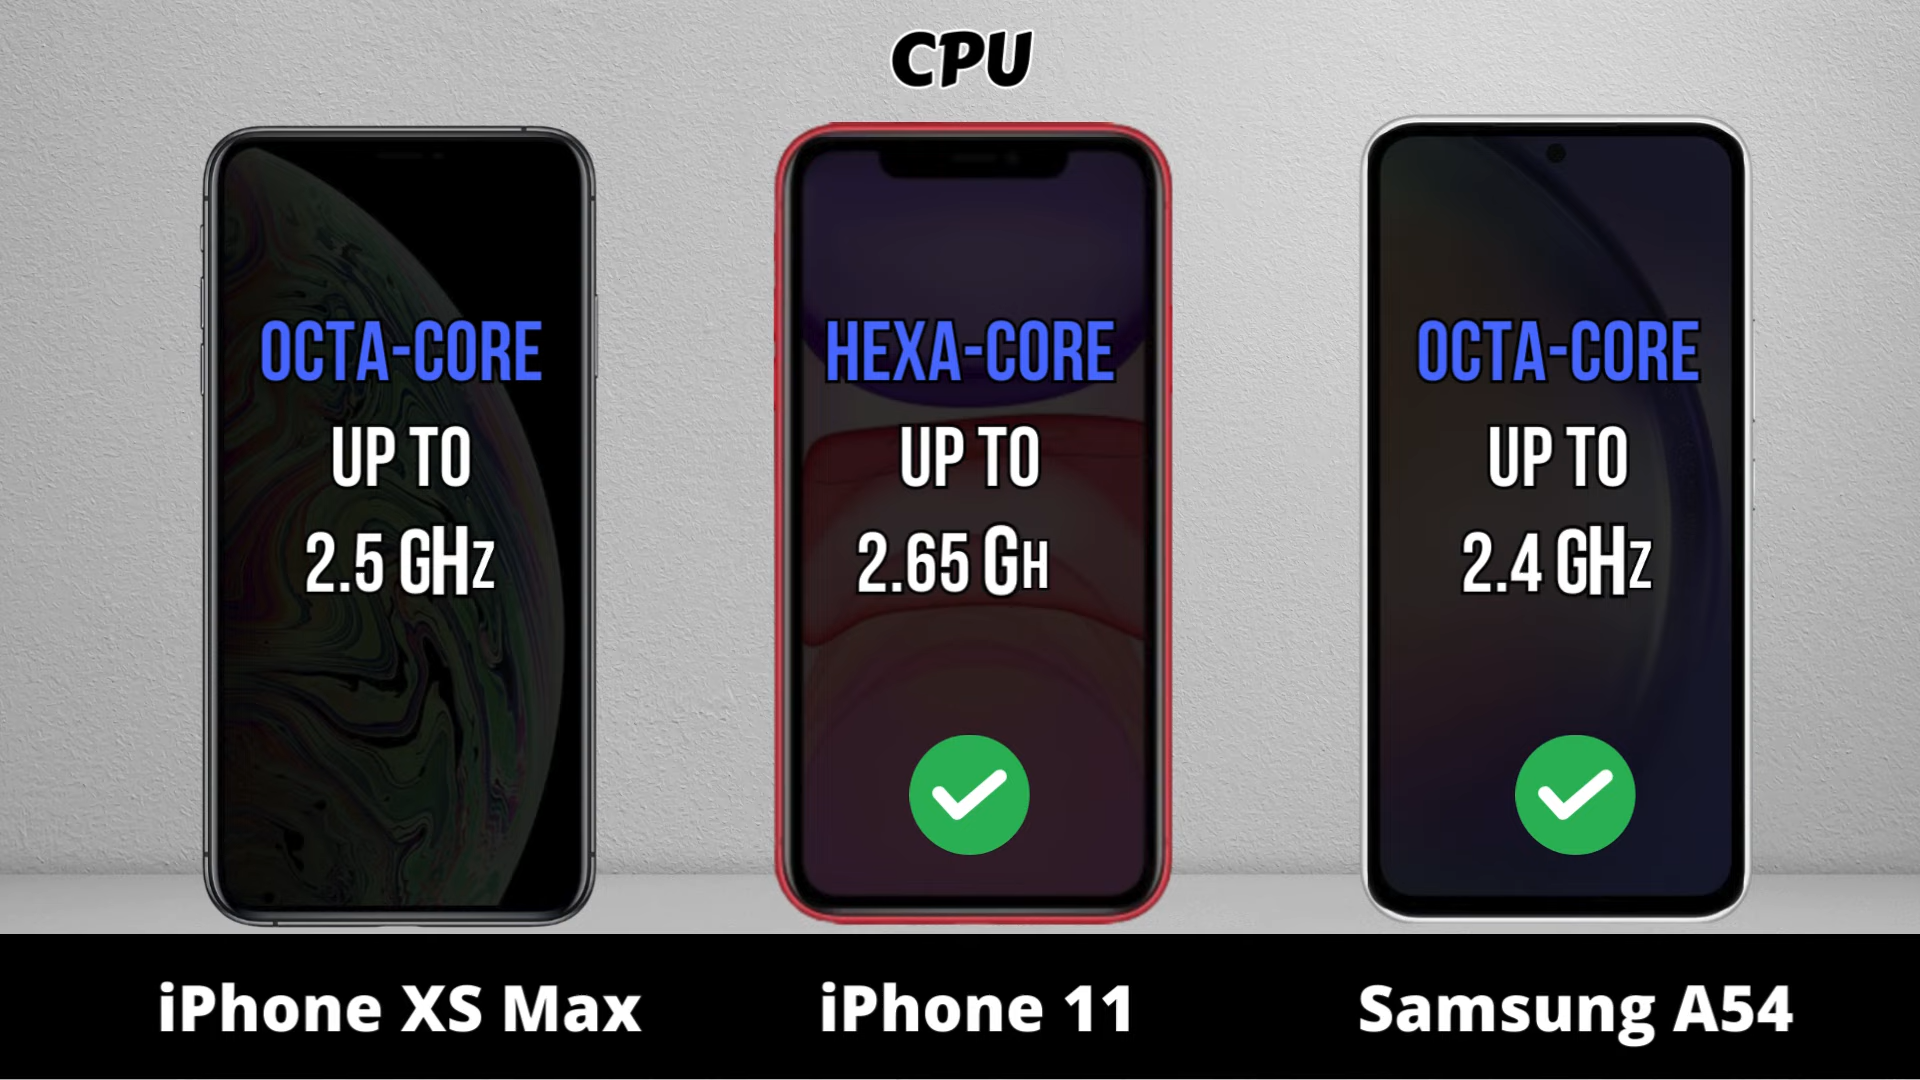 CPU
OCTA-CORE
UP TO
2.5 GHz
HEXA-CORE
UP TO
2.65 GH
OCTA-CORE
UP TO
2.4 GHz
iPhone XS Max
iPhone 11
Samsung A54